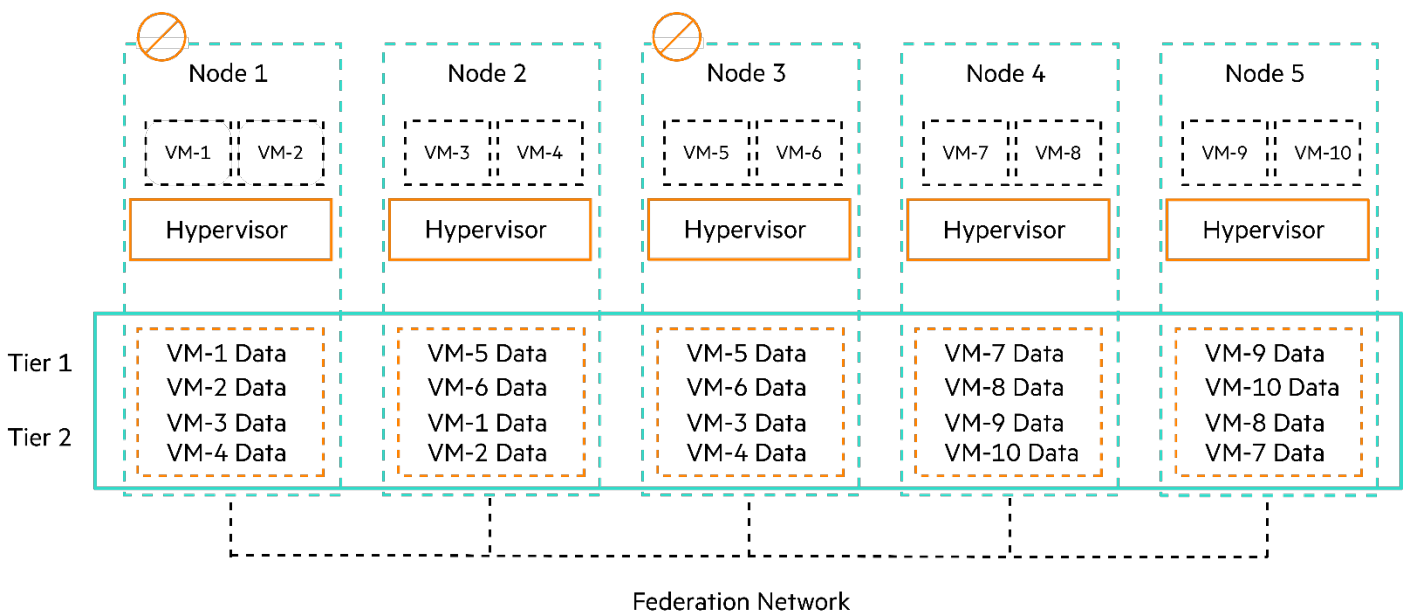 Node 1 Node 2 Node 3 Node 4 Node 5
VM-1 VM-2 VM-3 VM-4 VM-5 VM-6 VM-7 VM-8 VM-9 VM-10
Hypervisor Hypervisor Hypervisor Hypervisor Hypervisor
Tier 1
VM-1 Data VM-5 Data VM-5 Data VM-7 Data VM-9 Data
VM-2 Data VM-6 Data VM-6 Data VM-8 Data VM-10 Data
Tier 2
VM-3 Data VM-1 Data VM-3 Data VM-9 Data VM-8 Data
VM-4 Data VM-2 Data VM-4 Data VM-10 Data VM-7 Data
Federation Network